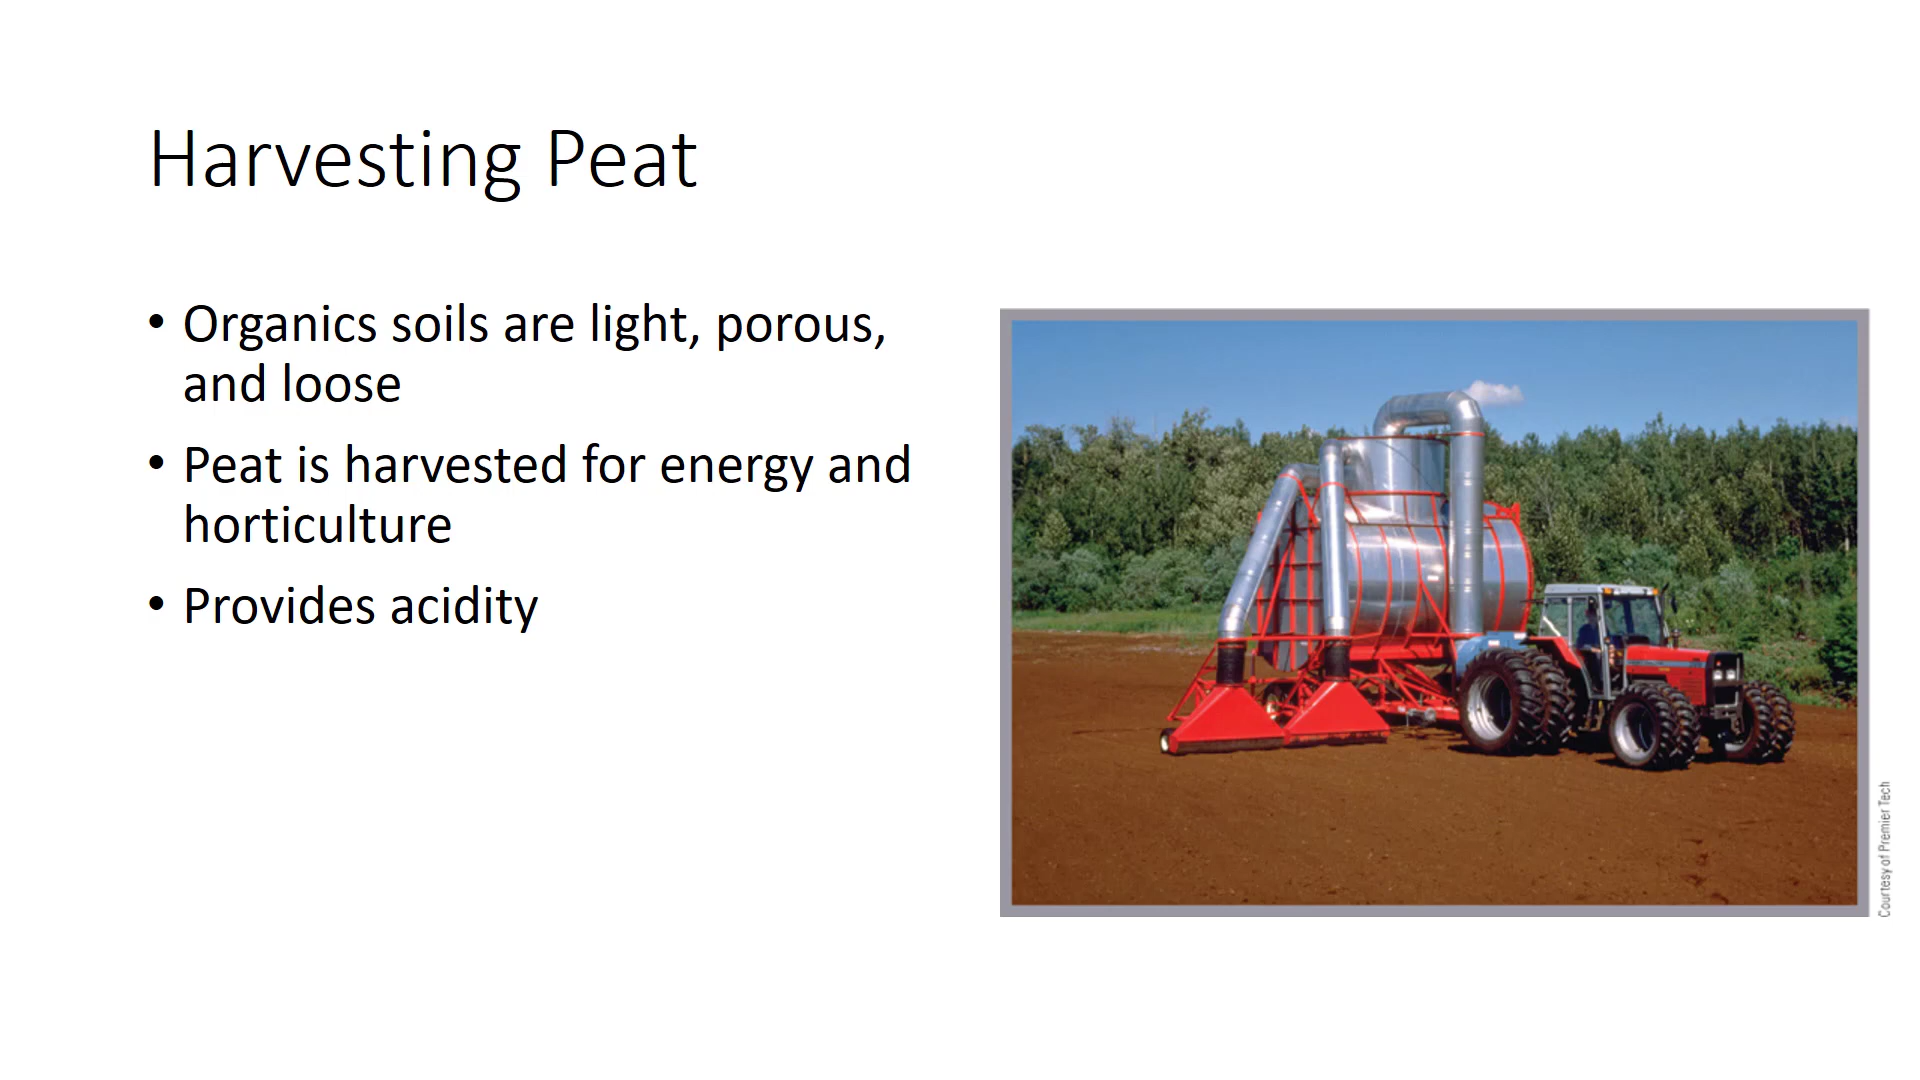 Harvesting Peat
• Organics soils are light, porous,
and loose
• Peat is harvested for energy and
horticulture
• Provides acidity
Courtesy of Premier Tech